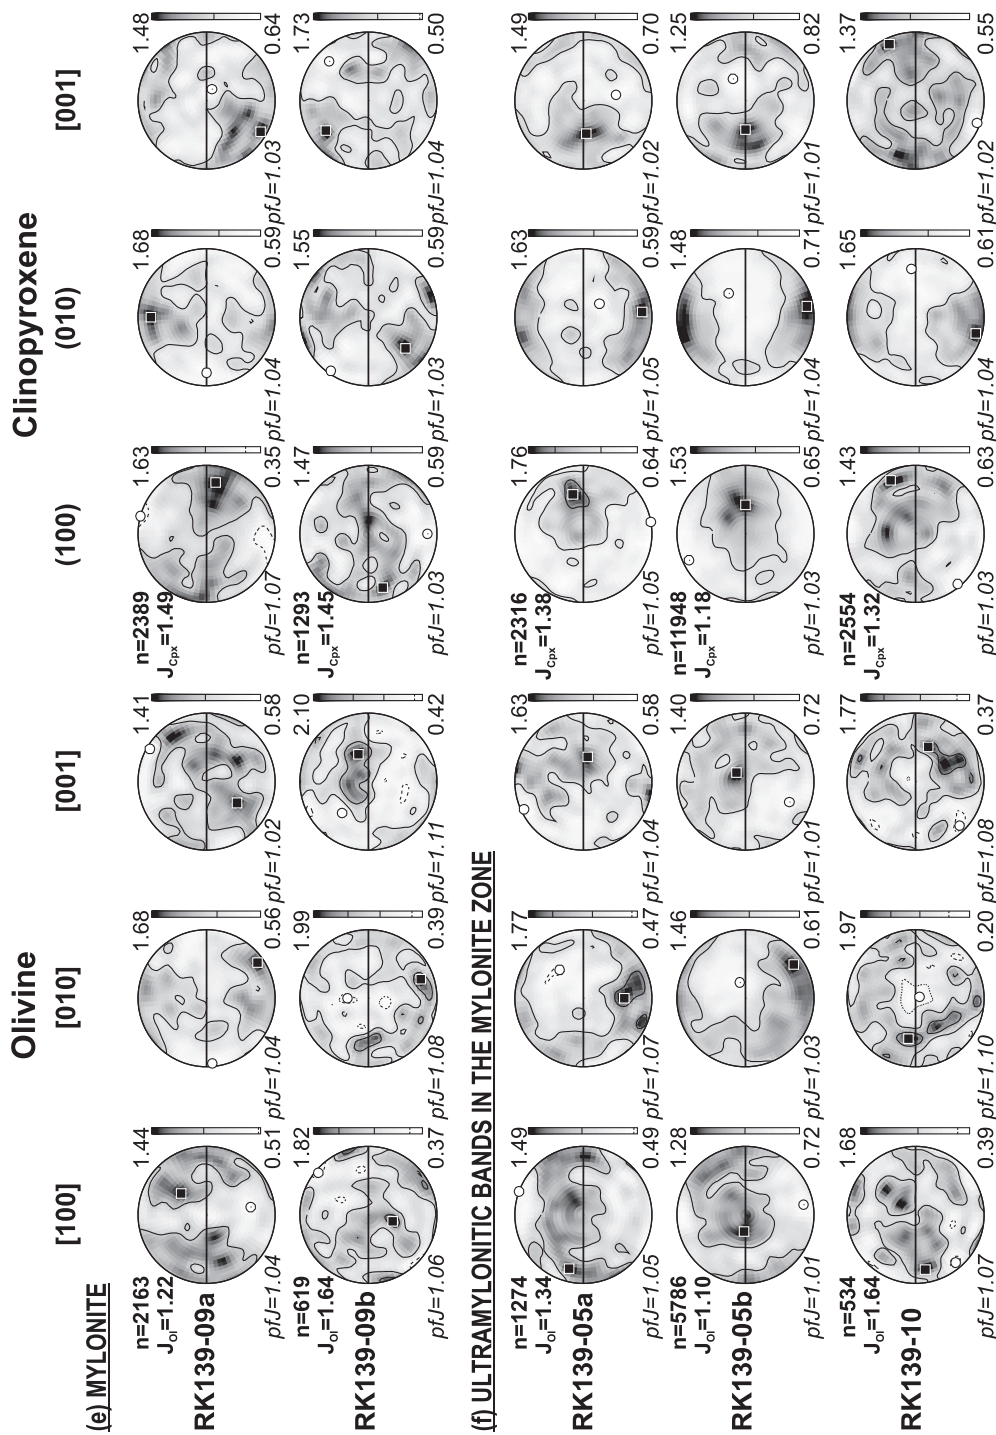 Olivine Clinopyroxene
[100] [010] [001] (100) (010) [001]
(e) MYLONITE
n=2163
J_ol=1.22
RK139-09a
1.44 0.51 pfJ=1.04
1.68 0.56 pfJ=1.04
1.41 0.58 pfJ=1.02
n=2389
J_Cpx=1.49
1.63 0.35 pfJ=1.07
1.68 0.59 pfJ=1.04
1.48 0.64 pfJ=1.03
n=619
J_ol=1.64
RK139-09b
1.82 0.37 pfJ=1.06
1.99 0.39 pfJ=1.08
2.10 0.42 pfJ=1.11
n=1293
J_Cpx=1.45
1.47 0.59 pfJ=1.03
1.55 0.59 pfJ=1.03
1.73 0.50 pfJ=1.04
(f) ULTRAMYLONITIC BANDS IN THE MYLONITE ZONE
n=1274
J_ol=1.34
RK139-05a
1.49 0.49 pfJ=1.05
1.77 0.47 pfJ=1.07
1.63 0.58 pfJ=1.04
n=2316
J_Cpx=1.38
1.76 0.64 pfJ=1.05
1.63 0.59 pfJ=1.05
1.49 0.70 pfJ=1.02
n=5786
J_ol=1.10
RK139-05b
1.28 0.72 pfJ=1.01
1.46 0.61 pfJ=1.03
1.40 0.72 pfJ=1.01
n=11948
J_Cpx=1.18
1.53 0.65 pfJ=1.03
1.48 0.71 pfJ=1.04
1.25 0.82 pfJ=1.01
n=534
J_ol=1.64
RK139-10
1.68 0.39 pfJ=1.07
1.97 0.20 pfJ=1.10
1.77 0.37 pfJ=1.08
n=2554
J_Cpx=1.32
1.43 0.63 pfJ=1.03
1.65 0.61 pfJ=1.04
1.37 0.55 pfJ=1.02